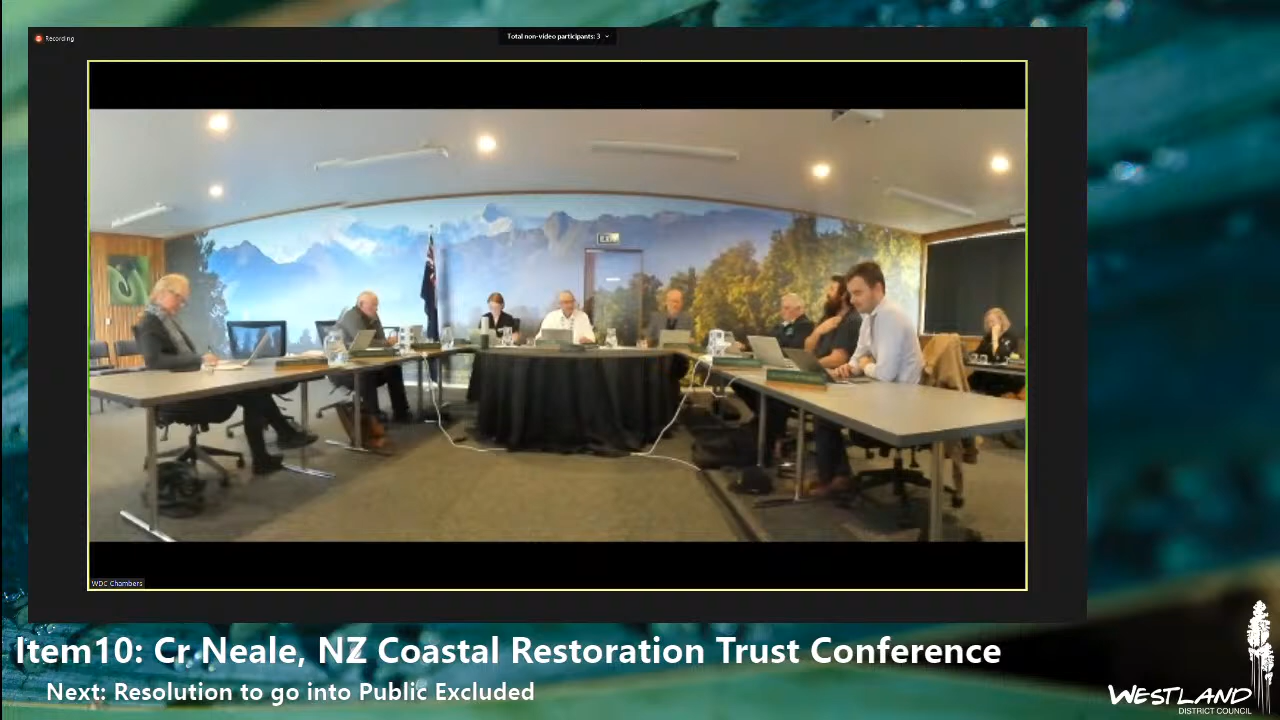 Recording
Total non-video participants: 3
EXIT
WDC Chambers
Item10: Cr Neale, NZ Coastal Restoration Trust Conference
Next: Resolution to go into Public Excluded
WESTLAND
DISTRICT COUNCIL